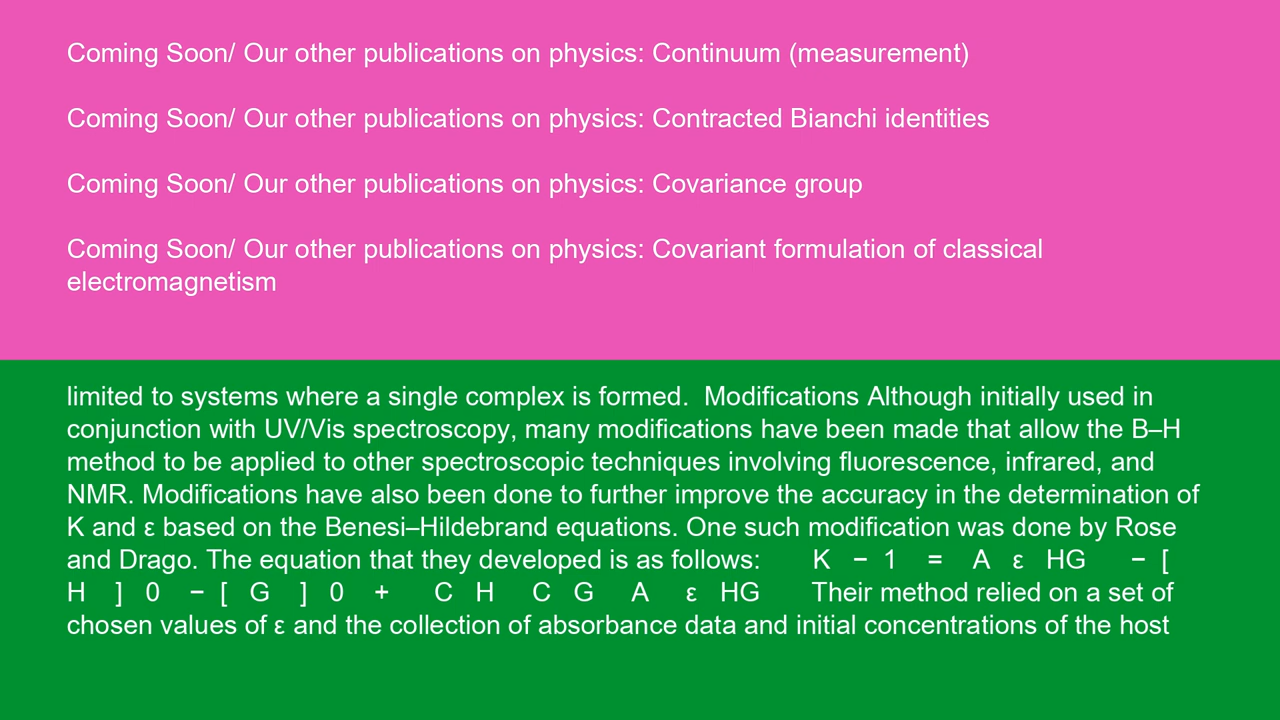 Coming Soon/ Our other publications on physics: Continuum (measurement)
Coming Soon/ Our other publications on physics: Contracted Bianchi identities
Coming Soon/ Our other publications on physics: Covariance group
Coming Soon/ Our other publications on physics: Covariant formulation of classical
electromagnetism
limited to systems where a single complex is formed.  Modifications Although initially used in
conjunction with UV/Vis spectroscopy, many modifications have been made that allow the B–H
method to be applied to other spectroscopic techniques involving fluorescence, infrared, and
NMR. Modifications have also been done to further improve the accuracy in the determination of
K and ε based on the Benesi–Hildebrand equations. One such modification was done by Rose
and Drago. The equation that they developed is as follows: K − 1 = A ε HG − [
H ] 0 − [ G ] 0 + C H C G A ε HG Their method relied on a set of
chosen values of ε and the collection of absorbance data and initial concentrations of the host